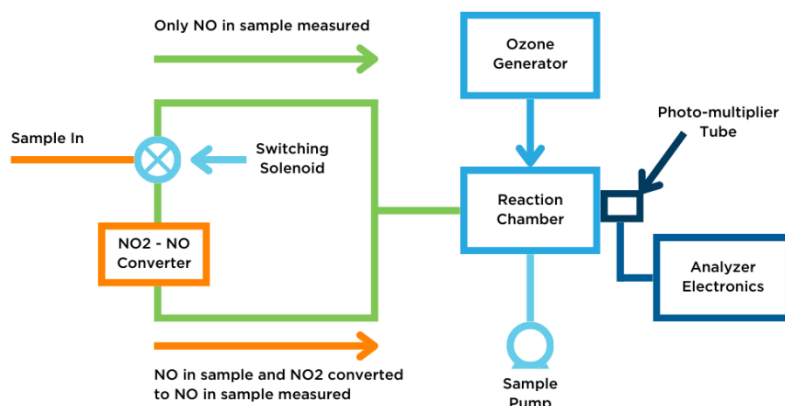 Only NO in sample measured
Ozone
Generator
Photo-multiplier
Tube
Sample In
Switching
Solenoid
Reaction
Chamber
NO2 - NO
Converter
Analyzer
Electronics
NO in sample and NO2 converted
to NO in sample measured
Sample
Pump